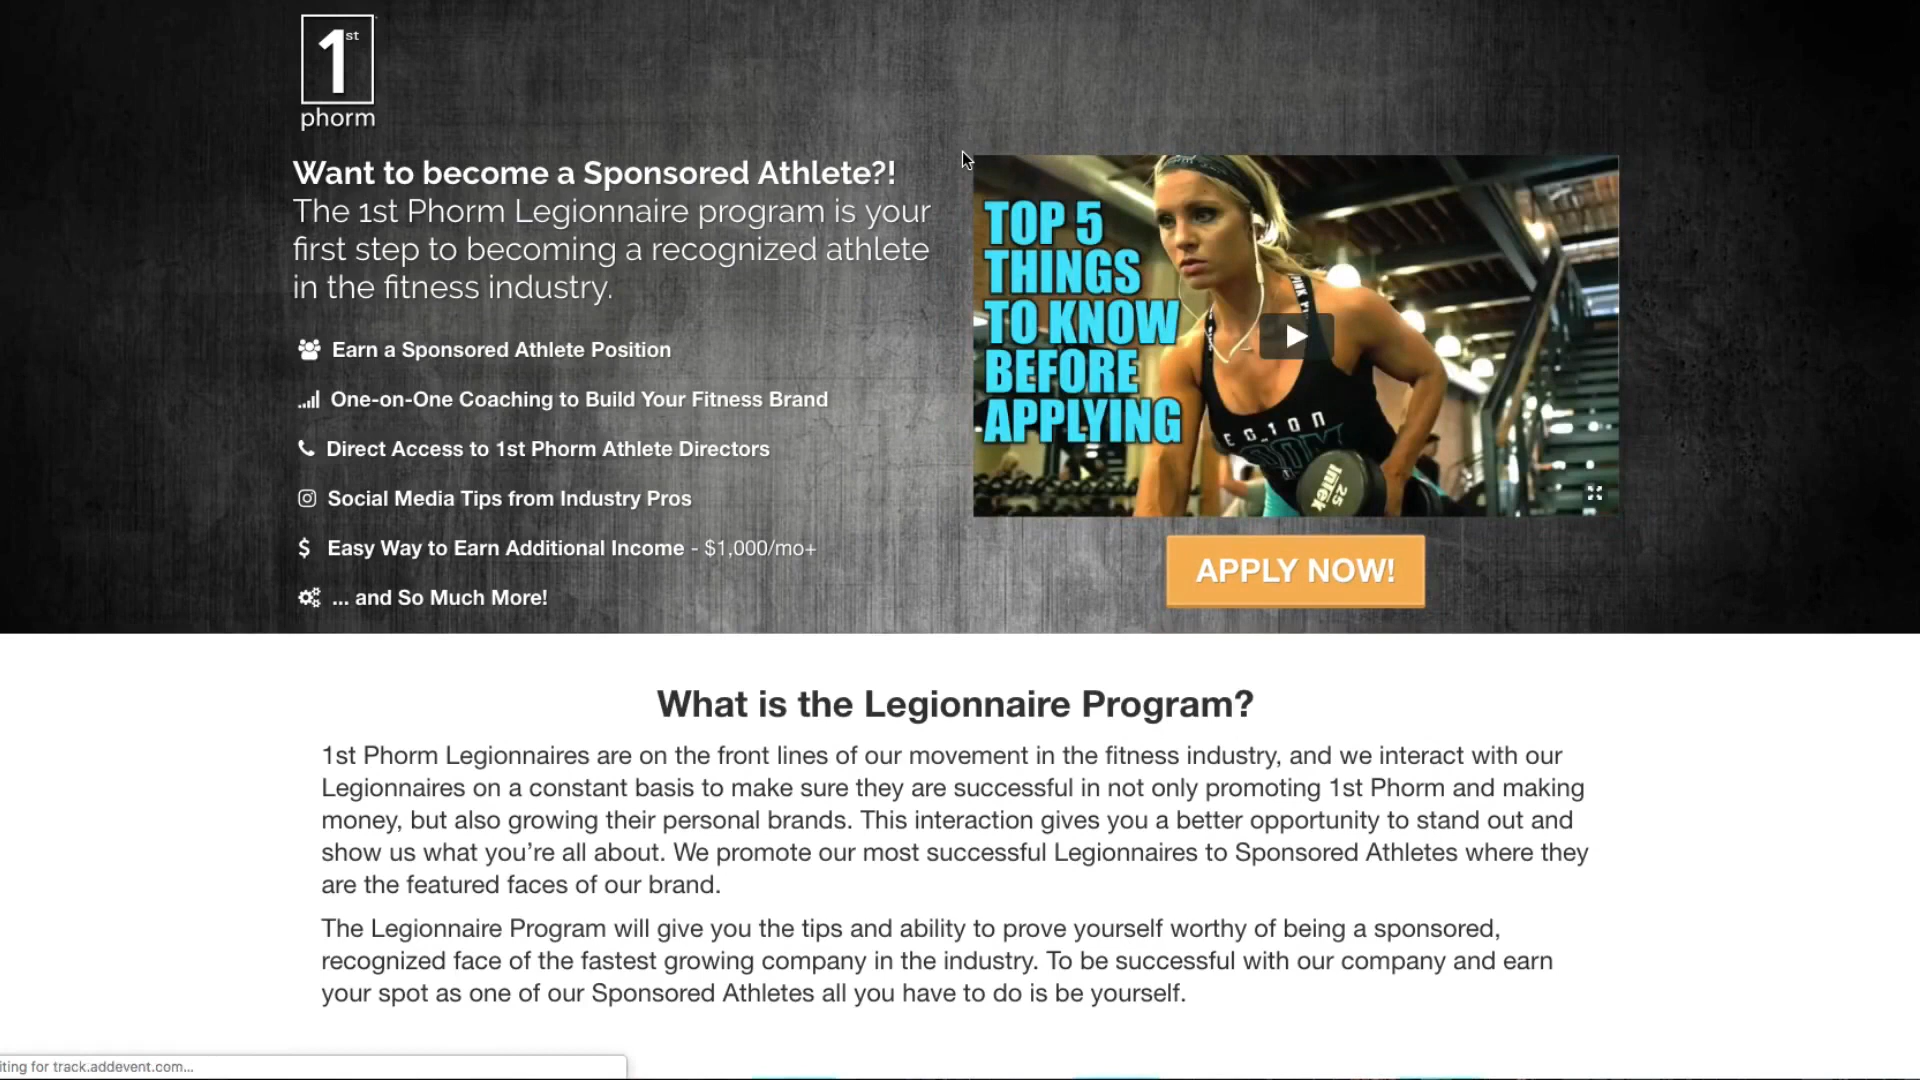 1st
phorm
Want to become a Sponsored Athlete?!
The 1st Phorm Legionnaire program is your
first step to becoming a recognized athlete
in the fitness industry.
Earn a Sponsored Athlete Position
One-on-One Coaching to Build Your Fitness Brand
Direct Access to 1st Phorm Athlete Directors
Social Media Tips from Industry Pros
Easy Way to Earn Additional Income - $1,000/mo+
... and So Much More!
TOP 5
THINGS
TO KNOW
BEFORE
APPLYING
25
APPLY NOW!
What is the Legionnaire Program?
1st Phorm Legionnaires are on the front lines of our movement in the fitness industry, and we interact with our
Legionnaires on a constant basis to make sure they are successful in not only promoting 1st Phorm and making
money, but also growing their personal brands. This interaction gives you a better opportunity to stand out and
show us what you’re all about. We promote our most successful Legionnaires to Sponsored Athletes where they
are the featured faces of our brand.
The Legionnaire Program will give you the tips and ability to prove yourself worthy of being a sponsored,
recognized face of the fastest growing company in the industry. To be successful with our company and earn
your spot as one of our Sponsored Athletes all you have to do is be yourself.
iting for track.addevent.com...